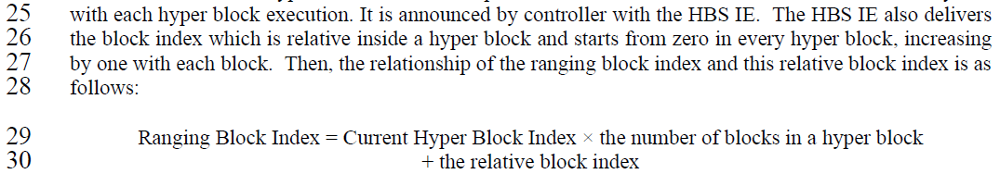 25 with each hyper block execution. It is announced by controller with the HBS IE. The HBS IE also delivers
26 the block index which is relative inside a hyper block and starts from zero in every hyper block, increasing
27 by one with each block. Then, the relationship of the ranging block index and this relative block index is as
28 follows:
29 Ranging Block Index = Current Hyper Block Index × the number of blocks in a hyper block
30 + the relative block index